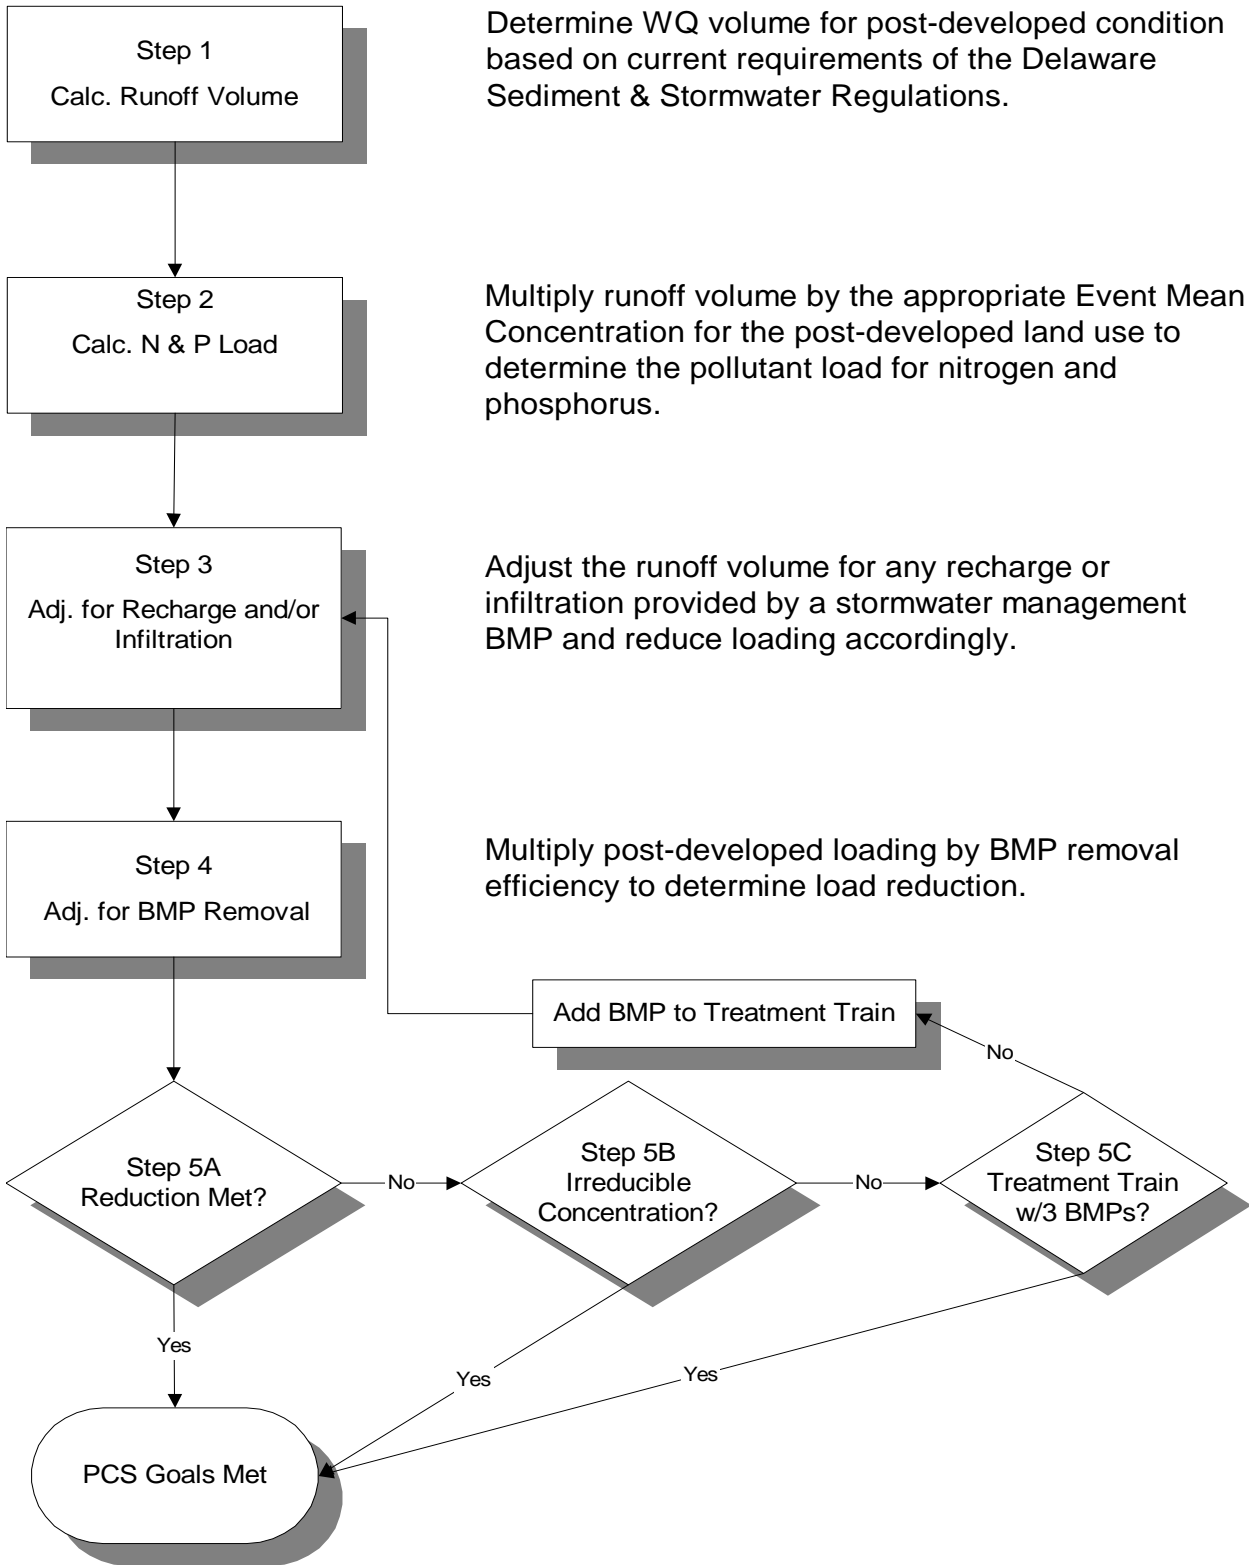 Step 1
Calc. Runoff Volume
Determine WQ volume for post-developed condition
based on current requirements of the Delaware
Sediment & Stormwater Regulations.
Step 2
Calc. N & P Load
Multiply runoff volume by the appropriate Event Mean
Concentration for the post-developed land use to
determine the pollutant load for nitrogen and
phosphorus.
Step 3
Adj. for Recharge and/or
Infiltration
Adjust the runoff volume for any recharge or
infiltration provided by a stormwater management
BMP and reduce loading accordingly.
Step 4
Adj. for BMP Removal
Multiply post-developed loading by BMP removal
efficiency to determine load reduction.
Add BMP to Treatment Train
No
Step 5A
Reduction Met?
No
Step 5B
Irreducible
Concentration?
No
Step 5C
Treatment Train
w/3 BMPs?
Yes
Yes
Yes
PCS Goals Met